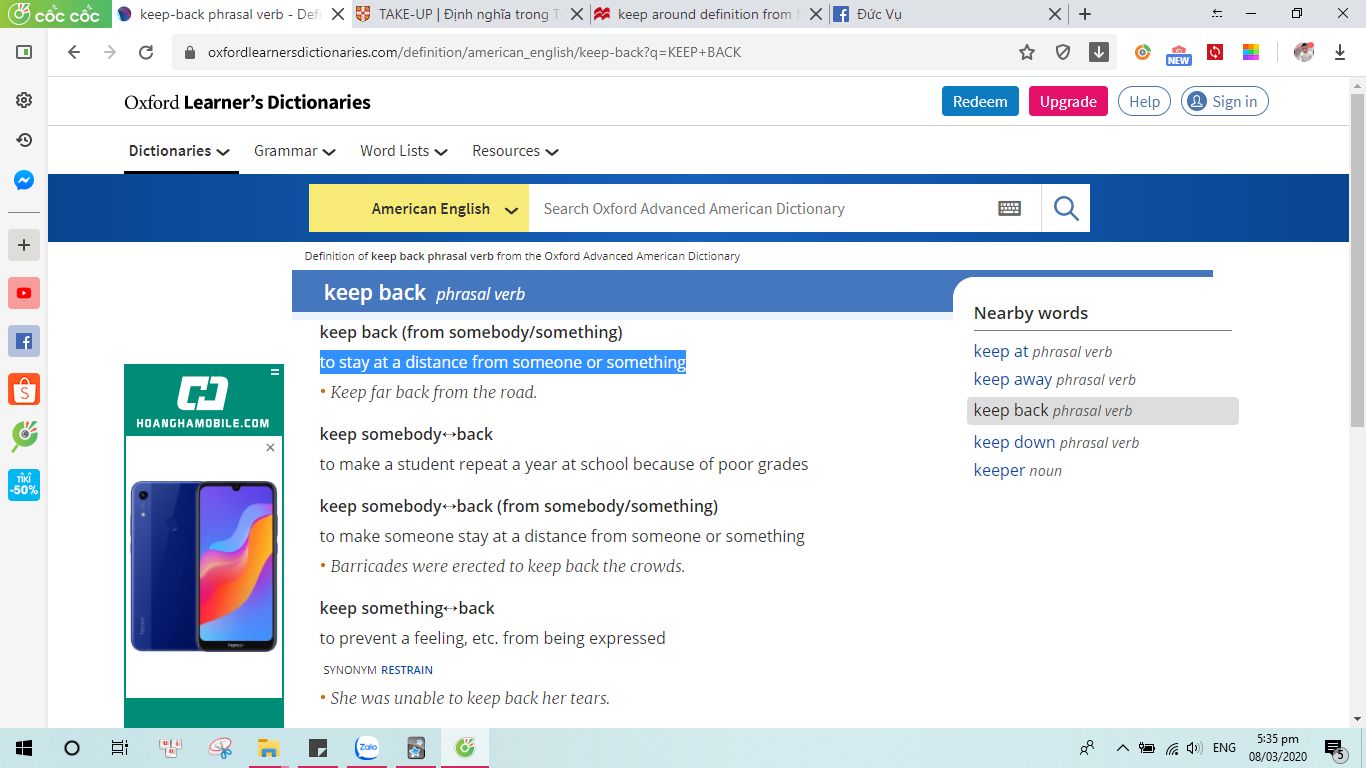 CỐC CỐC
keep-back phrasal verb - Defi
TAKE-UP | Định nghĩa trong T
keep around definition from M
Đức Vụ
oxfordlearnersdictionaries.com/definition/american_english/keep-back?q=KEEP+BACK
NEW
Oxford Learner's Dictionaries
Redeem
Upgrade
Help
Sign in
Dictionaries
Grammar
Word Lists
Resources
American English
Search Oxford Advanced American Dictionary
Definition of keep back phrasal verb from the Oxford Advanced American Dictionary
keep back phrasal verb
keep back (from somebody/something)
to stay at a distance from someone or something
• Keep far back from the road.
keep somebody↔back
to make a student repeat a year at school because of poor grades
keep somebody↔back (from somebody/something)
to make someone stay at a distance from someone or something
• Barricades were erected to keep back the crowds.
keep something↔back
to prevent a feeling, etc. from being expressed
SYNONYM RESTRAIN
• She was unable to keep back her tears.
Nearby words
keep at phrasal verb
keep away phrasal verb
keep back phrasal verb
keep down phrasal verb
keeper noun
HOANGHAMOBILE.COM
honor
TIKI
-50%
Zalo
ENG
5:35 pm
08/03/2020
5